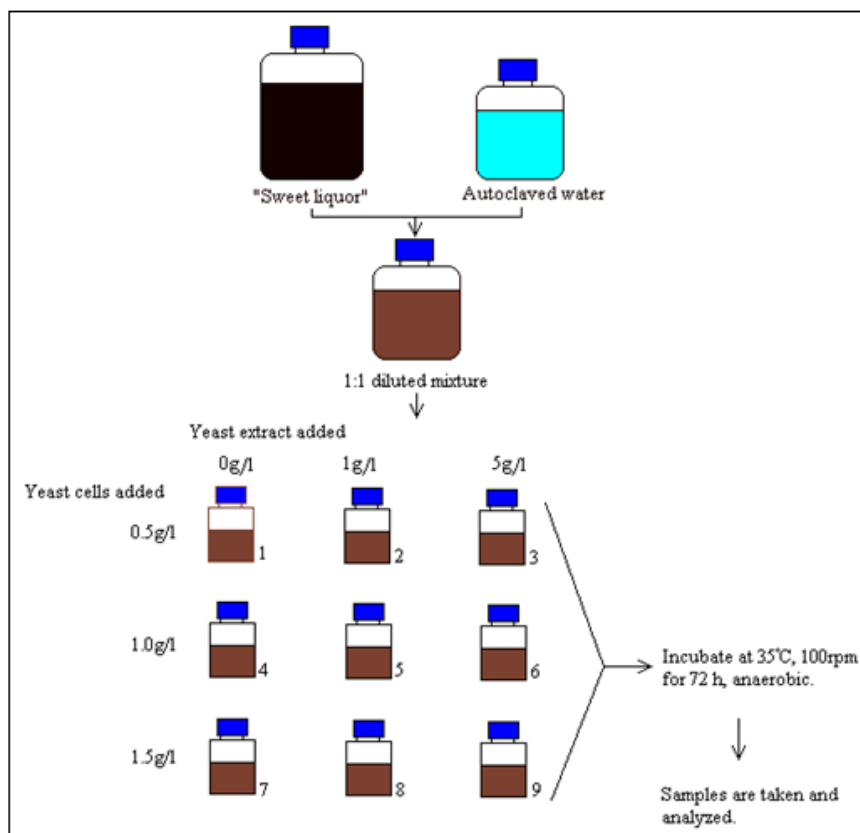 "Sweet liquor"
Autoclaved water
1:1 diluted mixture
Yeast extract added
0g/l 1g/l 5g/l
Yeast cells added
0.5g/l
1 2 3
1.0g/l
4 5 6
Incubate at 35°C, 100rpm
for 72 h, anaerobic.
1.5g/l
7 8 9
Samples are taken and
analyzed.